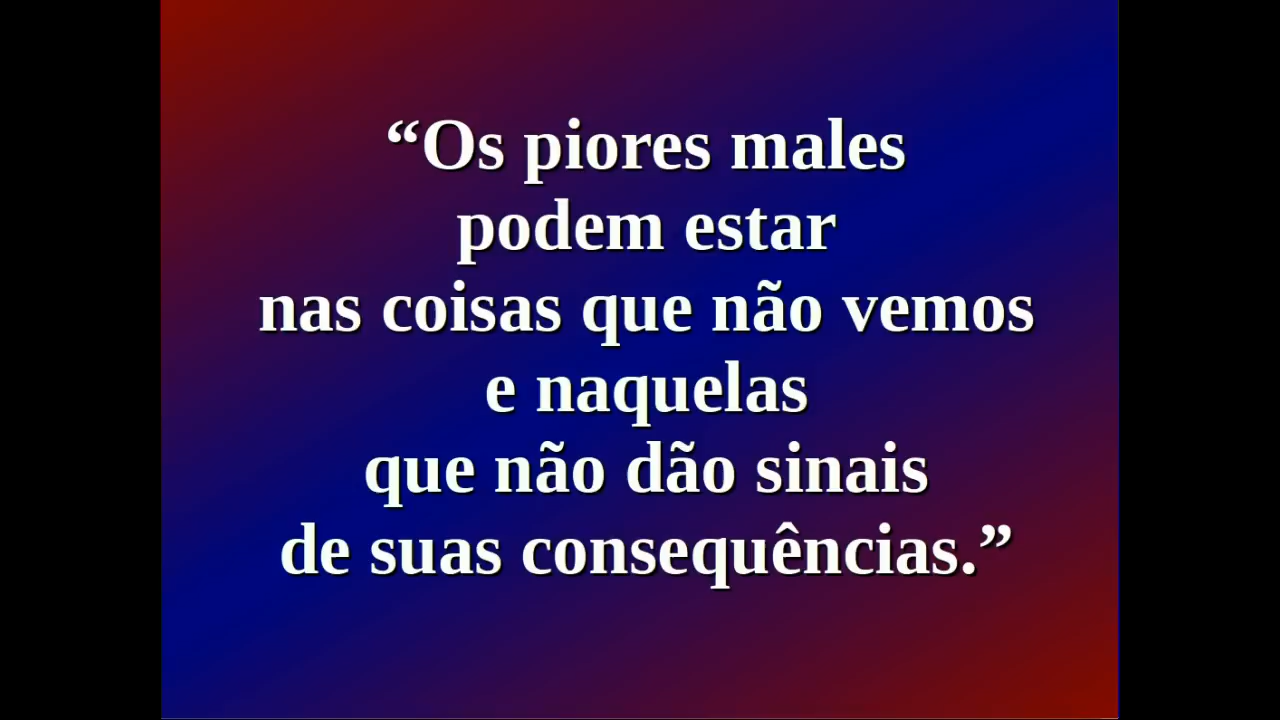 “Os piores males
podem estar
nas coisas que não vemos
e naquelas
que não dão sinais
de suas consequências.”